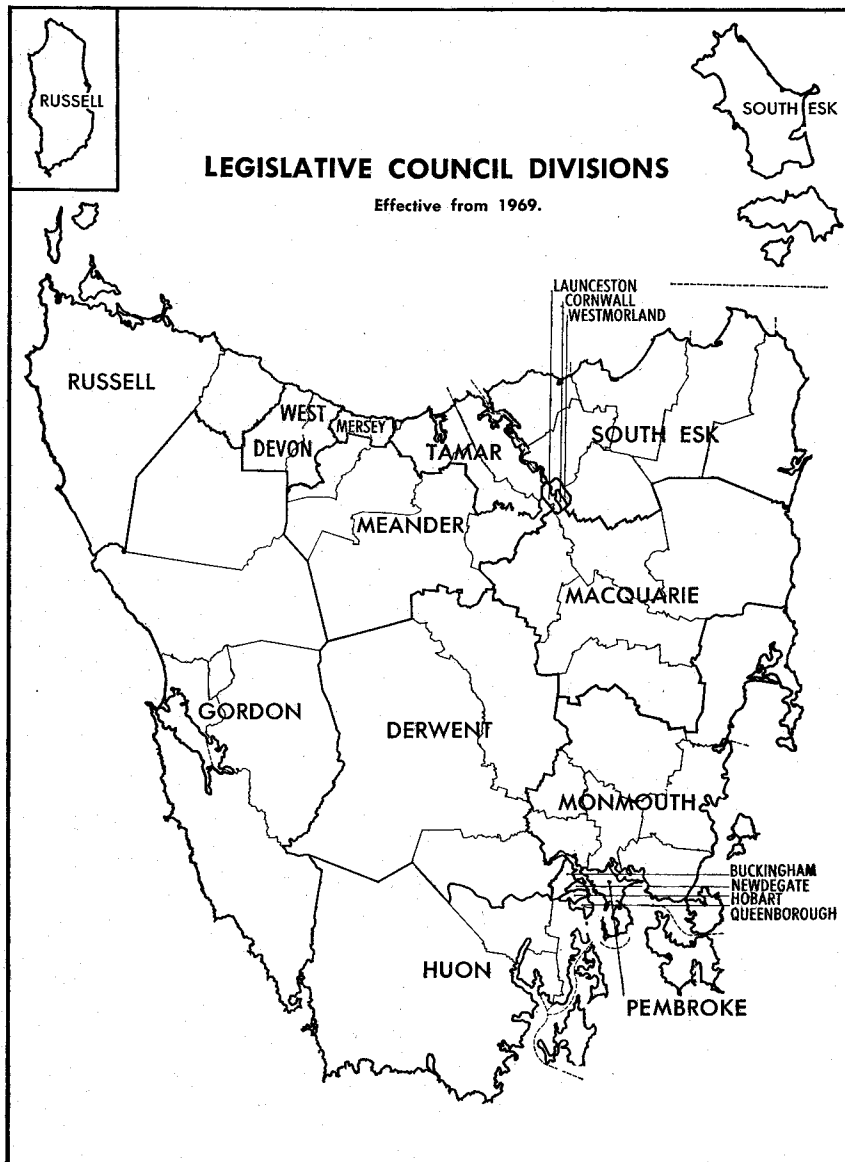 RUSSELL
SOUTH ESK
LEGISLATIVE COUNCIL DIVISIONS
Effective from 1969.
LAUNCESTON
CORNWALL
WESTMORLAND
RUSSELL
WEST
DEVON
MERSEY
TAMAR
SOUTH ESK
MEANDER
MACQUARIE
GORDON
DERWENT
MONMOUTH
BUCKINGHAM
NEWDEGATE
HOBART
QUEENBOROUGH
HUON
PEMBROKE